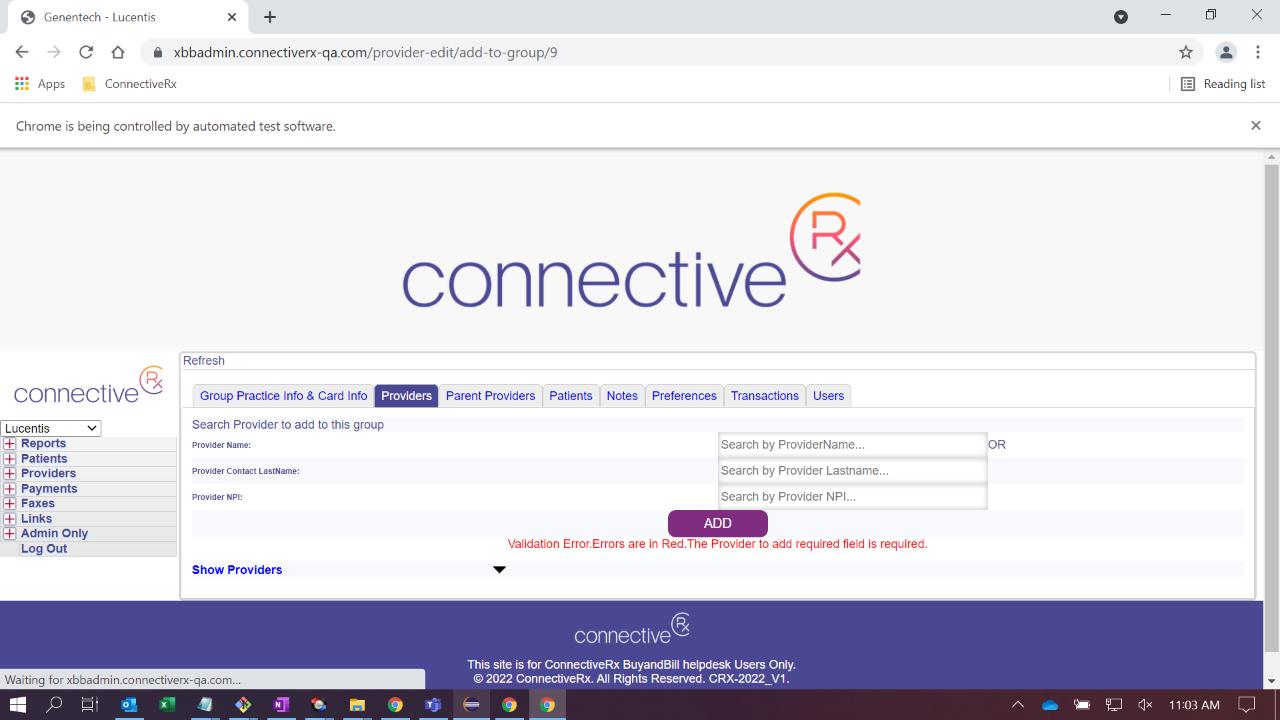 Genentech - Lucentis
xbbadmin.connectiverx-qa.com/provider-edit/add-to-group/9
Apps ConnectiveRx Reading list
Chrome is being controlled by automated test software.
connective Rx
Refresh
connective Rx
Group Practice Info & Card Info Providers Parent Providers Patients Notes Preferences Transactions Users
Lucentis
Reports
Patients
Providers
Payments
Faxes
Links
Admin Only
Log Out
Search Provider to add to this group
Provider Name: Search by ProviderName... OR
Provider Contact LastName: Search by Provider Lastname...
Provider NPI: Search by Provider NPI...
ADD
Validation Error.Errors are in Red.The Provider to add required field is required.
Show Providers
connective Rx
This site is for ConnectiveRx BuyandBill helpdesk Users Only.
© 2022 ConnectiveRx. All Rights Reserved. CRX-2022_V1.
Waiting for xbbadmin.connectiverx-qa.com...
11:03 AM